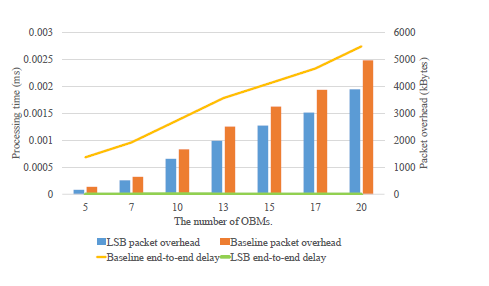 0.003
0.0025
0.002
0.0015
0.001
0.0005
0
Processing time (ms)
6000
5000
4000
3000
2000
1000
0
Packet overhead (kBytes)
5 7 10 13 15 17 20
The number of OBMs.
LSB packet overhead Baseline packet overhead
Baseline end-to-end delay LSB end-to-end delay